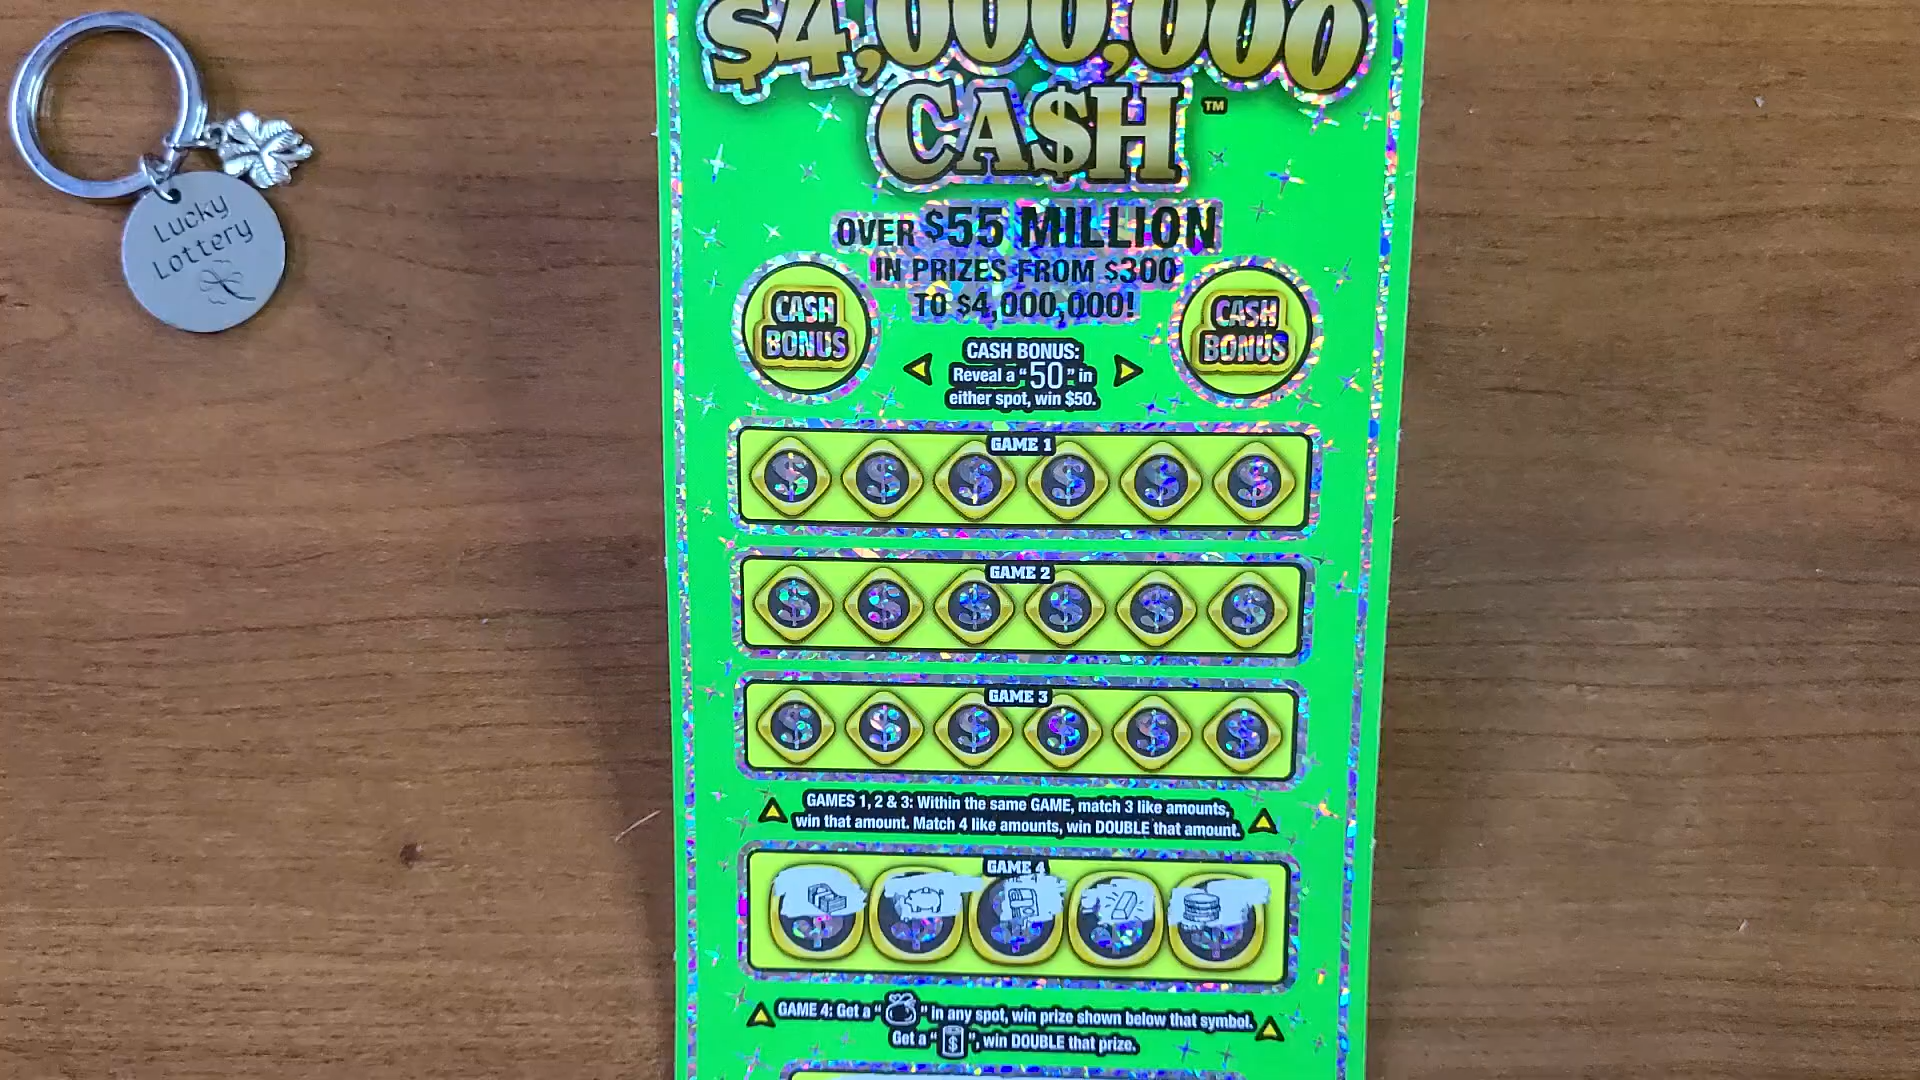 $4,000,000
CA$H™
OVER $55 MILLION
IN PRIZES FROM $300
TO $4,000,000!
CASH
BONUS
CASH
BONUS
CASH BONUS:
Reveal a "50" in
either spot, win $50.
Lucky
Lottery
GAME 1
$ $ $ $ $ $
GAME 2
$ $ $ $ $ $
GAME 3
$ $ $ $ $ $
GAMES 1, 2 & 3: Within the same GAME, match 3 like amounts,
win that amount. Match 4 like amounts, win DOUBLE that amount.
GAME 4
GAME 4: Get a " " in any spot, win prize shown below that symbol.
Get a " $ ", win DOUBLE that prize.